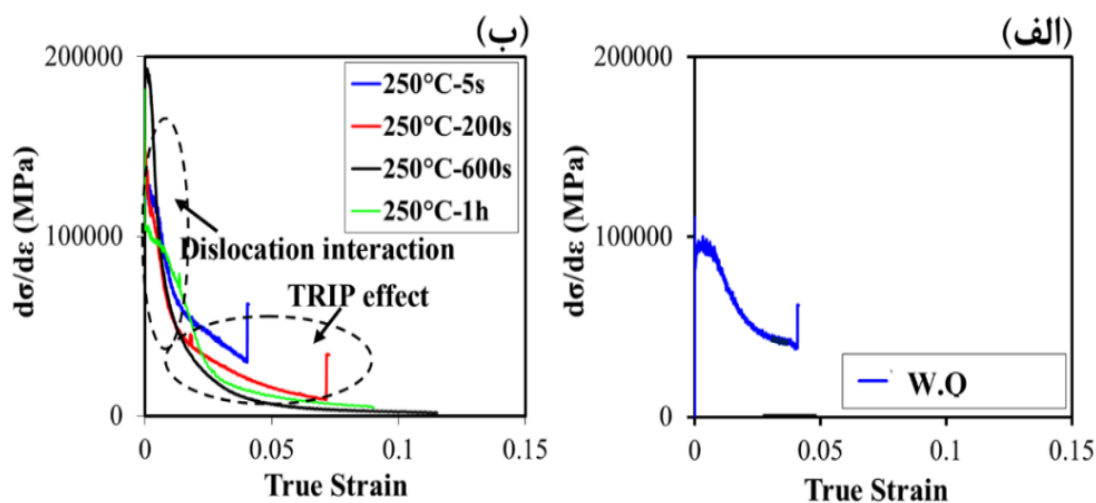 (ب)
dσ/dε (MPa)
200000
100000
0
250°C-5s
250°C-200s
250°C-600s
250°C-1h
Dislocation interaction
TRIP effect
0 0.05 0.1 0.15
True Strain
(الف)
dσ/dε (MPa)
200000
100000
0
W.Q
0 0.05 0.1 0.15
True Strain